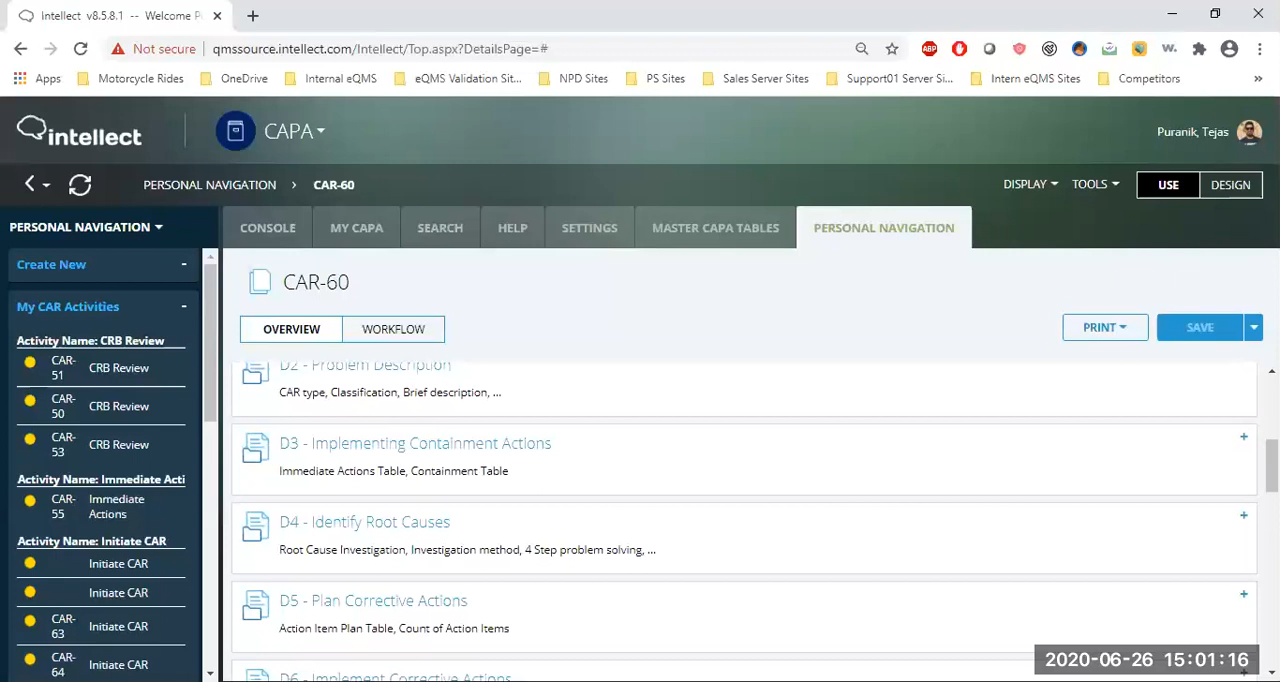 Intellect v8.5.8.1 -- Welcome P
Not secure qmssource.intellect.com/Intellect/Top.aspx?DetailsPage=#
ABP W.
Apps Motorcycle Rides OneDrive Internal eQMS eQMS Validation Sit... NPD Sites PS Sites Sales Server Sites Support01 Server Si... Intern eQMS Sites Competitors »
intellect CAPA Puranik, Tejas
PERSONAL NAVIGATION > CAR-60 DISPLAY TOOLS USE DESIGN
PERSONAL NAVIGATION
CONSOLE MY CAPA SEARCH HELP SETTINGS MASTER CAPA TABLES PERSONAL NAVIGATION
Create New -
My CAR Activities -
Activity Name: CRB Review
CAR-51 CRB Review
CAR-50 CRB Review
CAR-53 CRB Review
Activity Name: Immediate Acti
CAR-55 Immediate Actions
Activity Name: Initiate CAR
Initiate CAR
Initiate CAR
CAR-63 Initiate CAR
CAR-64 Initiate CAR
CAR-60
OVERVIEW WORKFLOW PRINT SAVE
D2 - Problem Description
CAR type, Classification, Brief description, ...
D3 - Implementing Containment Actions +
Immediate Actions Table, Containment Table
D4 - Identify Root Causes +
Root Cause Investigation, Investigation method, 4 Step problem solving, ...
D5 - Plan Corrective Actions +
Action Item Plan Table, Count of Action Items
D6 - Implement Corrective Actions
2020-06-26 15:01:16